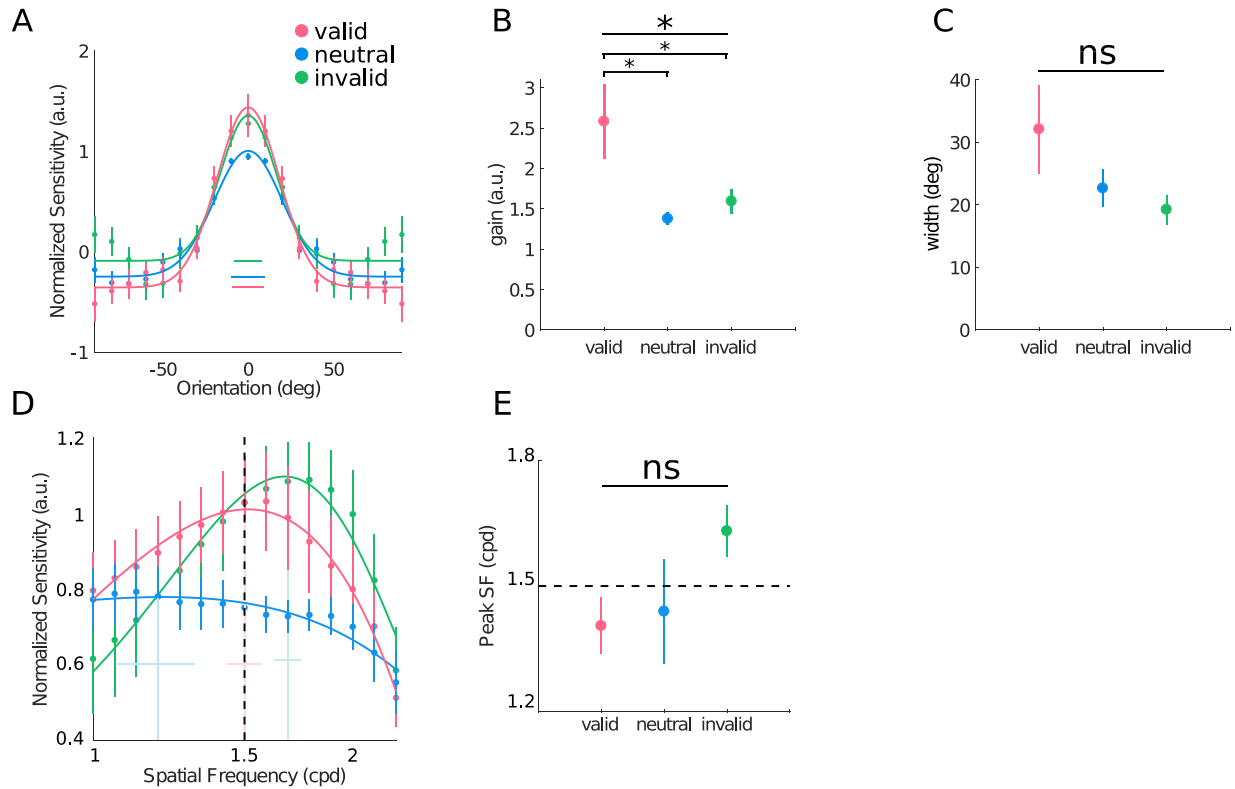 A
valid
neutral
invalid
2
1
0
-1
Normalized Sensitivity (a.u.)
-50
0
50
Orientation (deg)
B
*
*
*
3
2.5
2
1.5
1
0.5
0
gain (a.u.)
valid
neutral
invalid
C
ns
40
30
20
10
0
width (deg)
valid
neutral
invalid
D
1.2
1
0.8
0.6
0.4
Normalized Sensitivity (a.u.)
1
1.5
2
Spatial Frequency (cpd)
E
ns
1.8
1.5
1.2
Peak SF (cpd)
valid
neutral
invalid